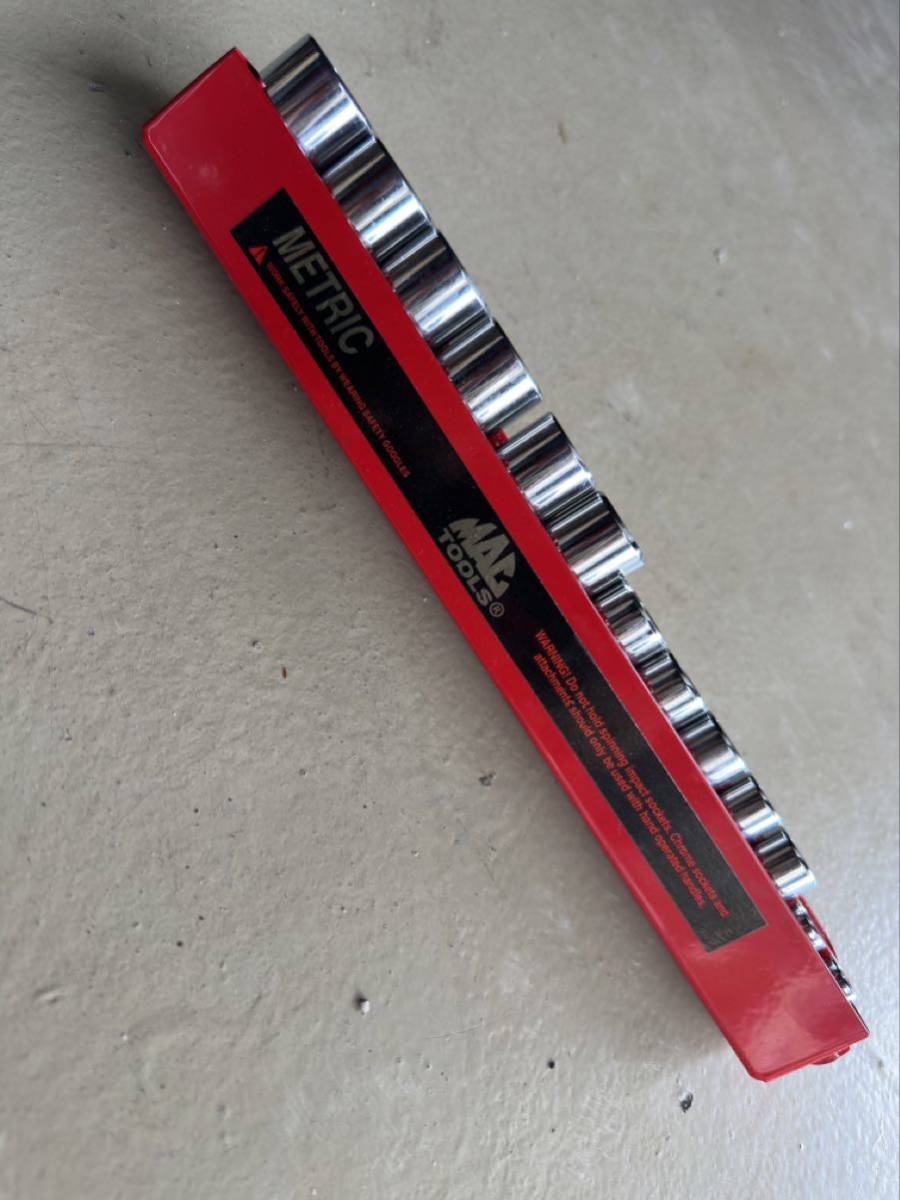 METRIC
WORK SAFELY WITH TOOLS BY WEARING SAFETY GOGGLES
MAC
TOOLS®
WARNING! Do not hold spinning impact sockets. Chrome sockets and
attachments should only be used with hand operated handles.